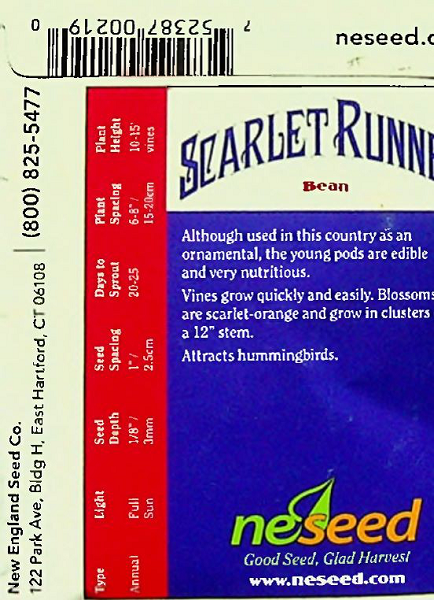 7 52387 00219 0
neseed.c
New England Seed Co.
122 Park Ave, Bldg H, East Hartford, CT 06108 | (800) 825-5477
Type
Annual
Light
Full
Sun
Seed
Depth
1/8"/
3mm
Seed
Spacing
1"/
2.5cm
Days to
Sprout
20-25
Plant
Spacing
6-8"/
15-20cm
Plant
Height
10-15'
vines
SCARLET RUNNE
Bean
Although used in this country as an
ornamental, the young pods are edible
and very nutritious.
Vines grow quickly and easily. Blossoms
are scarlet-orange and grow in clusters
a 12" stem.
Attracts hummingbirds.
neseed
Good Seed, Glad Harvest
www.neseed.com